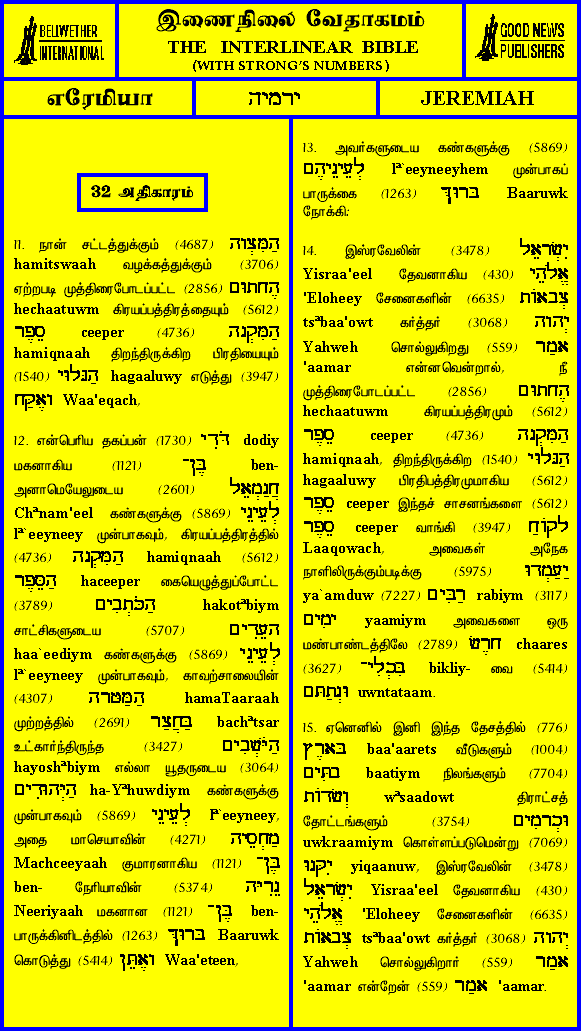 BELLWETHER
INTERNATIONAL
இணைநிலை வேதாகமம்
THE INTERLINEAR BIBLE
(WITH STRONG'S NUMBERS)
GOOD NEWS
PUBLISHERS
எரேமியா
ירמיה
JEREMIAH
32 அதிகாரம்
11. நான் சட்டத்துக்கும் (4687) הַמִּצְוָה
hamitswaah வழக்கத்துக்கும் (3706)
ஏற்றபடி முத்திரைபோடப்பட்ட (2856) הֶחָתוּם
hechaatuwm கிரயப்பத்திரத்தையும் (5612)
סֵפֶר ceeper (4736) הַמִּקְנָה
hamiqnaah திறந்திருக்கிற பிரதியையும்
(1540) הַגָּלוּי hagaaluwy எடுத்து (3947)
וָאֶקַּח Waa'eqach,
12. என்பெரிய தகப்பன் (1730) דֹּדִי dodiy
மகனாகிய (1121) בֶּן־ ben-
அனாமெயேலுடைய (2601) חֲנַמְאֵל
Chªnam'eel கண்களுக்கு (5869) לְעֵינֵי
lª`eeyneey முன்பாகவும், கிரயப்பத்திரத்தில்
(4736) הַמִּקְנָה hamiqnaah (5612)
הַסֵּפֶר haceeper கையெழுத்துப்போட்ட
(3789) הַכֹּתְבִים hakotªbiym
சாட்சிகளுடைய (5707) הָעֵדִים
haa`eediym கண்களுக்கு (5869) לְעֵינֵי
lª`eeyneey முன்பாகவும், காவற்சாலையின்
(4307) הַמַּטָּרָה hamaTaaraah
முற்றத்தில் (2691) בַּחֲצַר bachªtsar
உட்கார்ந்திருந்த (3427) הַיֹּשְׁבִים
hayoshªbiym எல்லா யூதருடைய (3064)
הַיְּהוּדִים ha-Yªhuwdiym கண்களுக்கு
முன்பாகவும் (5869) לְעֵינֵי lª`eeyneey,
அதை மாசெயாவின் (4271) מַחְסֵיָה
Machceeyaah குமாரனாகிய (1121) בֶּן־
ben- நேரியாவின் (5374) נֵרִיָּה
Neeriyaah மகனான (1121) בֶּן־ ben-
பாருக்கினிடத்தில் (1263) בָּרוּךְ Baaruwk
கொடுத்து (5414) וָאֶתֵּן Waa'eteen,
13. அவர்களுடைய கண்களுக்கு (5869)
לְעֵינֵיהֶם lª`eeyneeyhem முன்பாகப்
பாருக்கை (1263) בָּרוּךְ Baaruwk
நோக்கி:
14. இஸ்ரவேலின் (3478) יִשְׂרָאֵל
Yisraa'eel தேவனாகிய (430) אֱלֹהֵי
'Eloheey சேனைகளின் (6635) צְבָאוֹת
tsªbaa'owt கர்த்தர் (3068) יְהוָה
Yahweh சொல்லுகிறது (559) אָמַר
'aamar என்னவென்றால், நீ
முத்திரைபோடப்பட்ட (2856) הֶחָתוּם
hechaatuwm கிரயப்பத்திரமும் (5612)
סֵפֶר ceeper (4736) הַמִּקְנָה
hamiqnaah, திறந்திருக்கிற (1540) הַגָּלוּי
hagaaluwy பிரதிபத்திரமுமாகிய (5612)
סֵפֶר ceeper இந்தச் சாசனங்களை (5612)
סֵפֶר ceeper வாங்கி (3947) לָקוֹחַ
Laaqowach, அவைகள் அநேக
நாளிலிருக்கும்படிக்கு (5975) יַעַמְדוּ
ya`amduw (7227) רַבִּים rabiym (3117)
יָמִים yaamiym அவைகளை ஒரு
மண்பாண்டத்திலே (2789) חָרֶשׂ chaares
(3627) בִּכְלִי־ bikliy- வை (5414)
וּנְתַתָּם uwntataam.
15. ஏனெனில் இனி இந்த தேசத்தில் (776)
בָּאָרֶץ baa'aarets வீடுகளும் (1004)
בָתִּים baatiym நிலங்களும் (7704)
וְשָׂדוֹת wªsaadowt திராட்சத்
தோட்டங்களும் (3754) וּכְרָמִים
uwkraamiym கொள்ளப்படுமென்று (7069)
יִקָּנוּ yiqaanuw, இஸ்ரவேலின் (3478)
יִשְׂרָאֵל Yisraa'eel தேவனாகிய (430)
אֱלֹהֵי 'Eloheey சேனைகளின் (6635)
צְבָאוֹת tsªbaa'owt கர்த்தர் (3068) יְהוָה
Yahweh சொல்லுகிறார் (559) אָמַר
'aamar என்றேன் (559) אָמַר 'aamar.